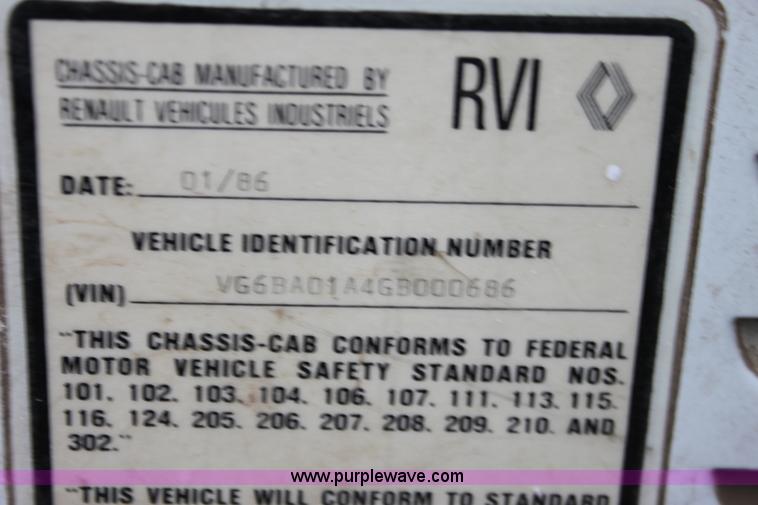 CHASSIS-CAB MANUFACTURED BY
RENAULT VEHICULES INDUSTRIELS
RVI
DATE: 01/86
VEHICLE IDENTIFICATION NUMBER
(VIN) VG6BA01A4GB000686
"THIS CHASSIS-CAB CONFORMS TO FEDERAL
MOTOR VEHICLE SAFETY STANDARD NOS.
101. 102. 103. 104. 106. 107. 111. 113. 115.
116. 124. 205. 206. 207. 208. 209. 210. AND
302."
www.purplewave.com
"THIS VEHICLE WILL CONFORM TO STANDARD